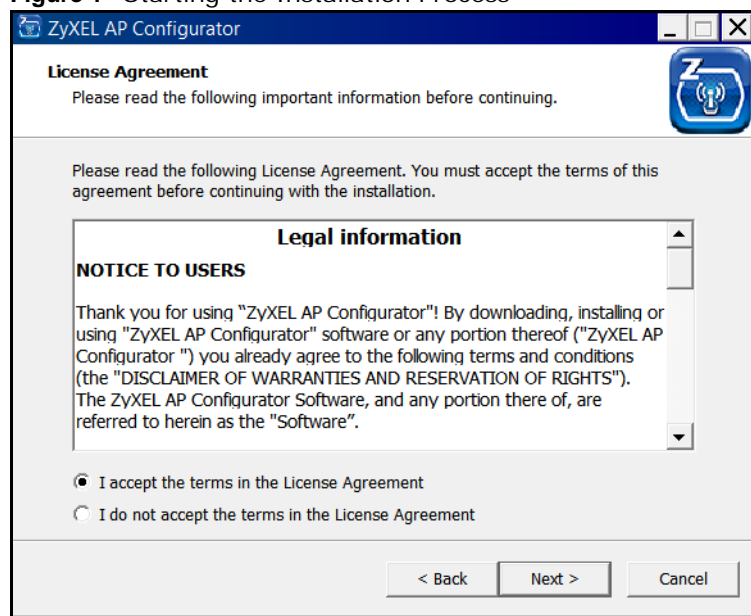 Figure 1 Starting the Installation Process
ZyXEL AP Configurator
License Agreement
Please read the following important information before continuing.
Z
Please read the following License Agreement. You must accept the terms of this
agreement before continuing with the installation.
Legal information
NOTICE TO USERS
Thank you for using “ZyXEL AP Configurator"! By downloading, installing or
using "ZyXEL AP Configurator" software or any portion thereof ("ZyXEL AP
Configurator ") you already agree to the following terms and conditions
(the "DISCLAIMER OF WARRANTIES AND RESERVATION OF RIGHTS").
The ZyXEL AP Configurator Software, and any portion there of, are
referred to herein as the "Software”.
I accept the terms in the License Agreement
I do not accept the terms in the License Agreement
< Back
Next >
Cancel